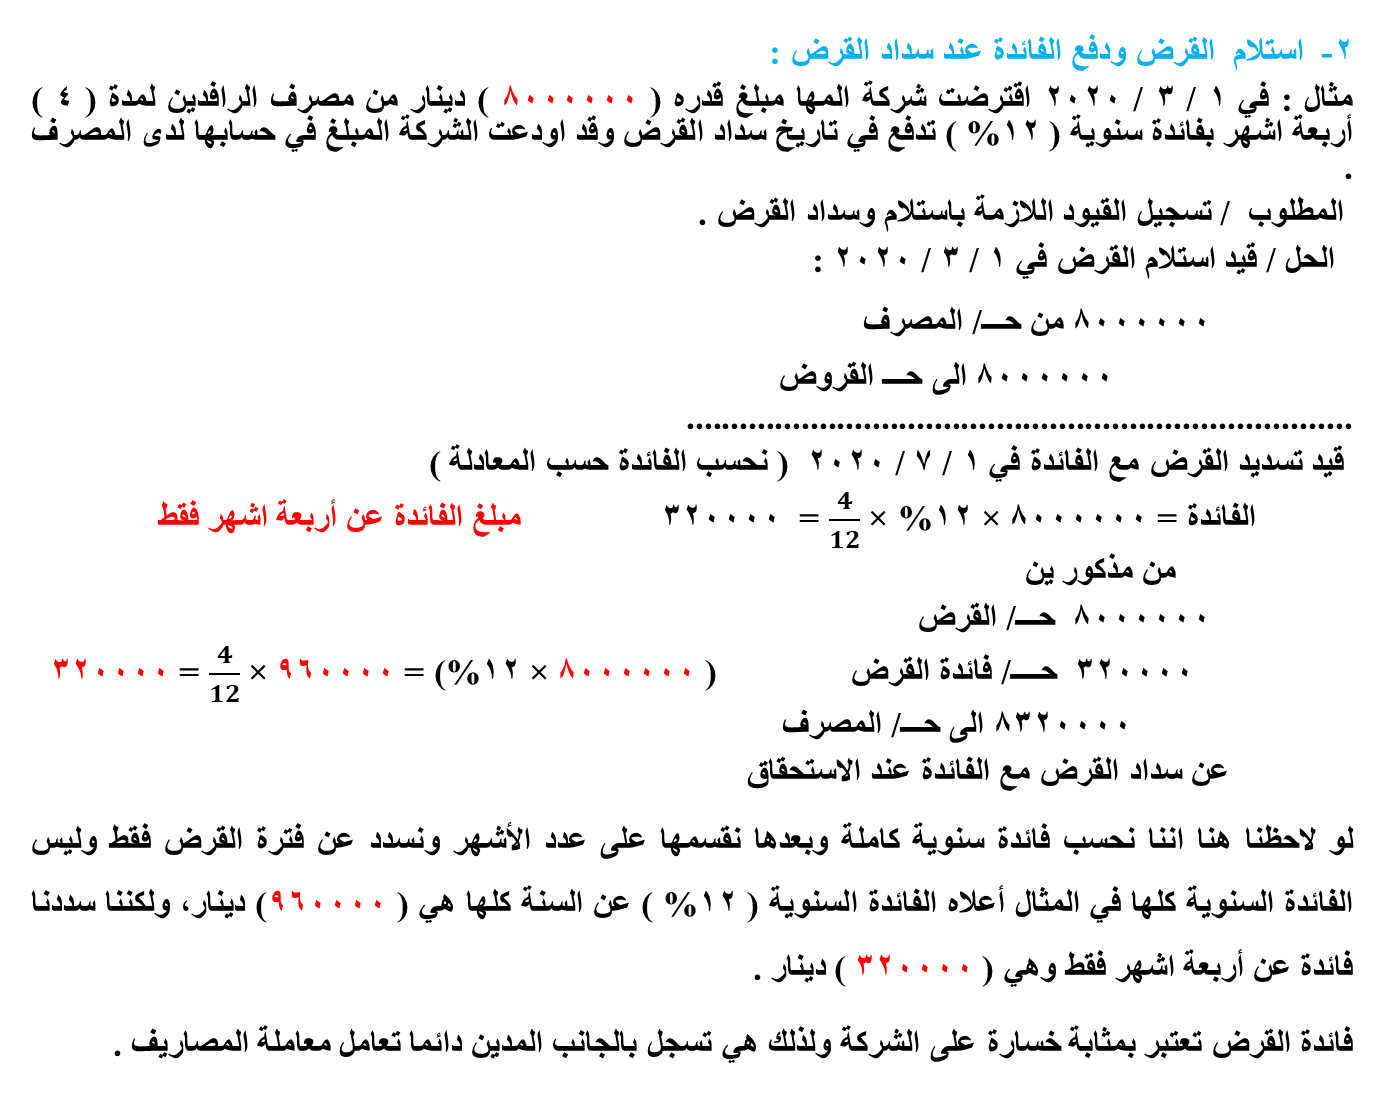 ٢- استلام القرض ودفع الفائدة عند سداد القرض :
مثال : في ١ / ٣ / ٢٠٢٠ اقترضت شركة المها مبلغ قدره ( ٨٠٠٠٠٠٠ ) دينار من مصرف الرافدين لمدة ( ٤ )
أربعة اشهر بفائدة سنوية ( ١٢% ) تدفع في تاريخ سداد القرض وقد اودعت الشركة المبلغ في حسابها لدى المصرف
.
المطلوب / تسجيل القيود اللازمة باستلام وسداد القرض .
الحل / قيد استلام القرض في ١ / ٣ / ٢٠٢٠ :
٨٠٠٠٠٠٠ من حـــ/ المصرف
٨٠٠٠٠٠٠ الى حـــ القروض
...........................................................................
قيد تسديد القرض مع الفائدة في ١ / ٧ / ٢٠٢٠ ( نحسب الفائدة حسب المعادلة )
الفائدة = ٨٠٠٠٠٠٠ × ١٢% × 4/12 = ٣٢٠٠٠٠ مبلغ الفائدة عن أربعة اشهر فقط
من مذكور ين
٨٠٠٠٠٠٠ حـــ/ القرض
٣٢٠٠٠٠ حـــ/ فائدة القرض ( ٨٠٠٠٠٠٠ × ١٢%) = ٩٦٠٠٠٠ × 4/12 = ٣٢٠٠٠٠
٨٣٢٠٠٠٠ الى حـــ/ المصرف
عن سداد القرض مع الفائدة عند الاستحقاق
لو لاحظنا هنا اننا نحسب فائدة سنوية كاملة وبعدها نقسمها على عدد الأشهر ونسدد عن فترة القرض فقط وليس
الفائدة السنوية كلها في المثال أعلاه الفائدة السنوية ( ١٢% ) عن السنة كلها هي ( ٩٦٠٠٠٠) دينار، ولكننا سددنا
فائدة عن أربعة اشهر فقط وهي ( ٣٢٠٠٠٠ ) دينار .
فائدة القرض تعتبر بمثابة خسارة على الشركة ولذلك هي تسجل بالجانب المدين دائما تعامل معاملة المصاريف .